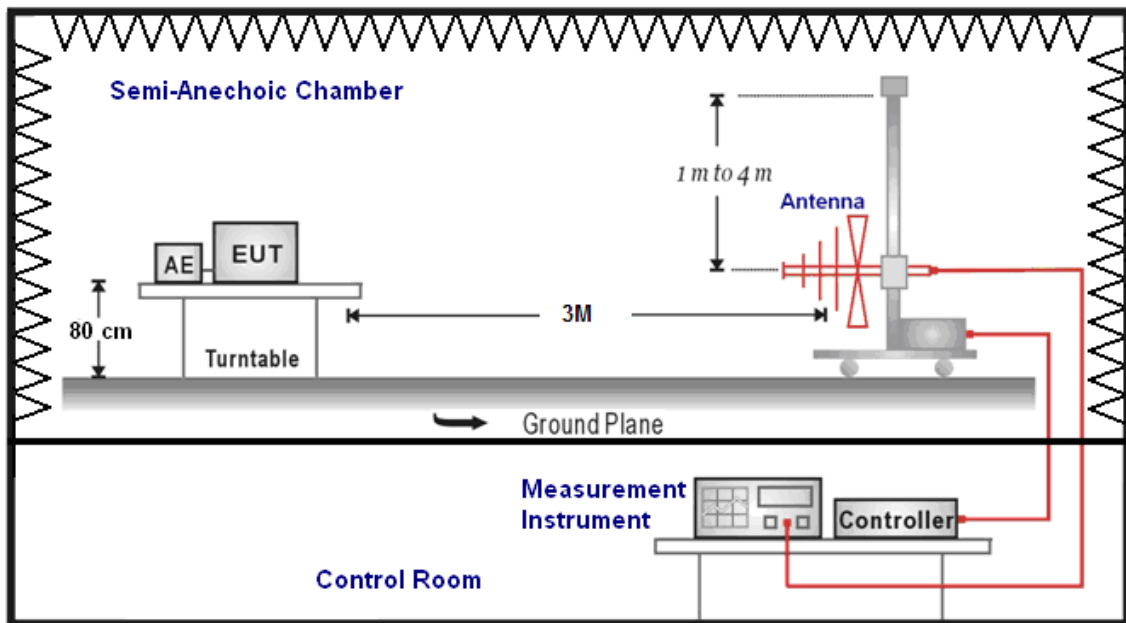 Semi-Anechoic Chamber
1 m to 4 m
Antenna
AE
EUT
80 cm
3M
Turntable
Ground Plane
Measurement
Instrument
Controller
Control Room